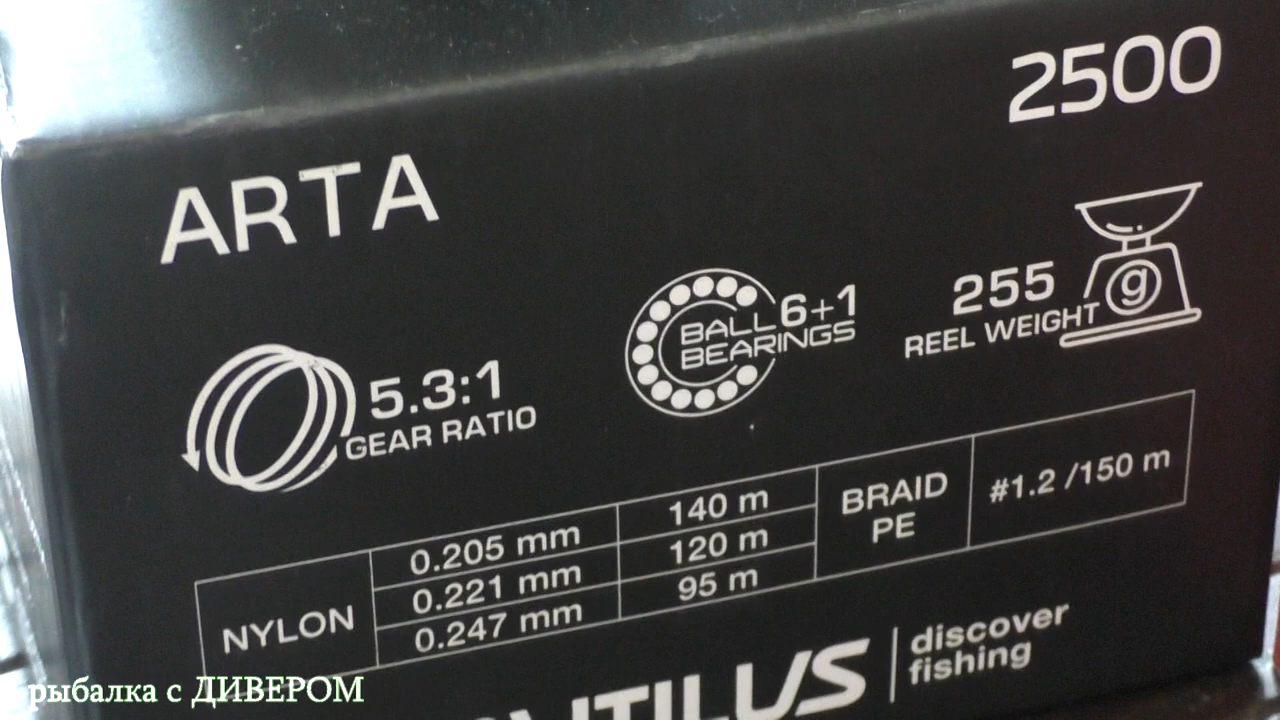 2500
ARTA
5.3:1
GEAR RATIO
BALL 6+1
BEARINGS
255 g
REEL WEIGHT
NYLON
0.205 mm 140 m
0.221 mm 120 m
0.247 mm 95 m
BRAID
PE
#1.2 /150 m
discover
fishing
рыбалка с ДИВЕРОМ